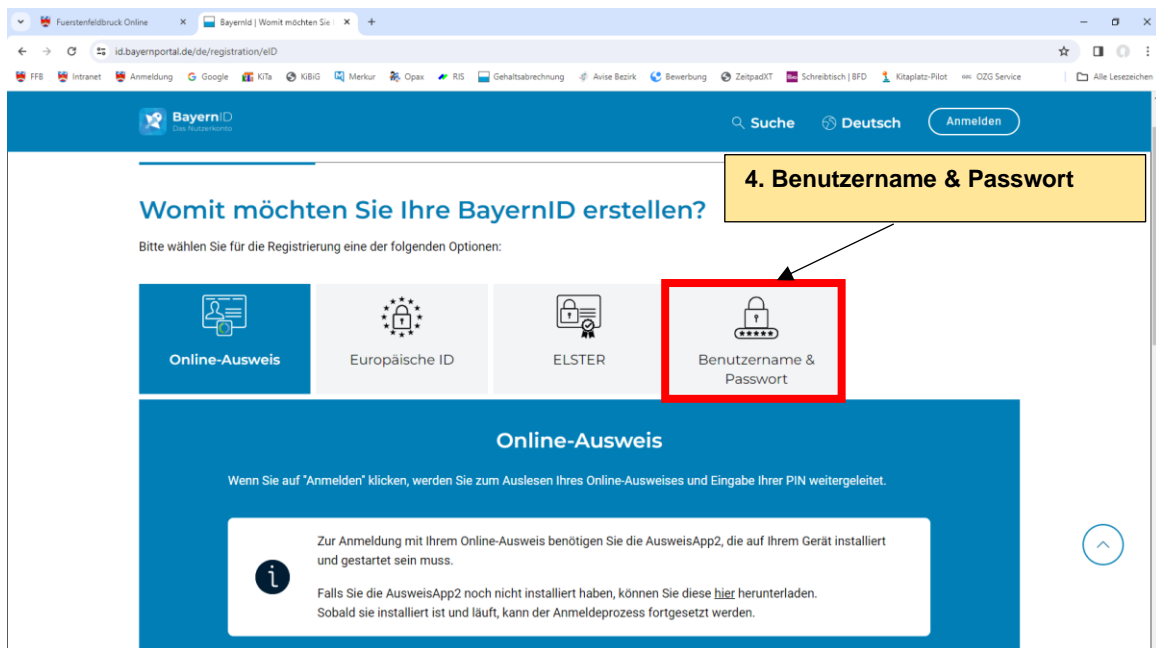 Fuerstenfeldbruck Online
BayernId | Womit möchten Sie
id.bayernportal.de/de/registration/eID
FFB Intranet Anmeldung Google KiTa KiBiG Merkur Opax RIS Gehaltsabrechnung Avise Bezirk Bewerbung ZeitpadXT Schreibtisch | BFD Kitaplatz-Pilot OZG Service Alle Lesezeichen
BayernID
Das Nutzerkonto
Suche Deutsch Anmelden
4. Benutzername & Passwort
Womit möchten Sie Ihre BayernID erstellen?
Bitte wählen Sie für die Registrierung eine der folgenden Optionen:
Online-Ausweis
Europäische ID
ELSTER
Benutzername &
Passwort
Online-Ausweis
Wenn Sie auf "Anmelden" klicken, werden Sie zum Auslesen Ihres Online-Ausweises und Eingabe Ihrer PIN weitergeleitet.
Zur Anmeldung mit Ihrem Online-Ausweis benötigen Sie die AusweisApp2, die auf Ihrem Gerät installiert
und gestartet sein muss.
Falls Sie die AusweisApp2 noch nicht installiert haben, können Sie diese hier herunterladen.
Sobald sie installiert ist und läuft, kann der Anmeldeprozess fortgesetzt werden.